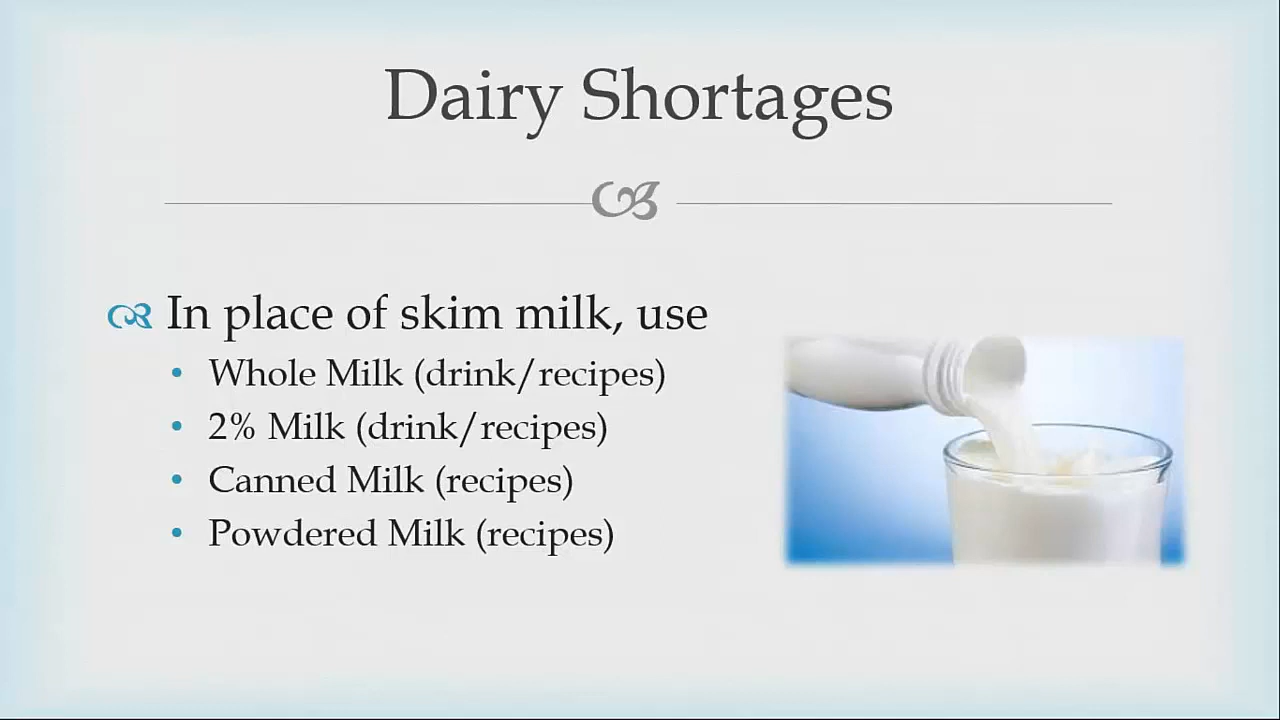 Dairy Shortages
In place of skim milk, use
• Whole Milk (drink/recipes)
• 2% Milk (drink/recipes)
• Canned Milk (recipes)
• Powdered Milk (recipes)